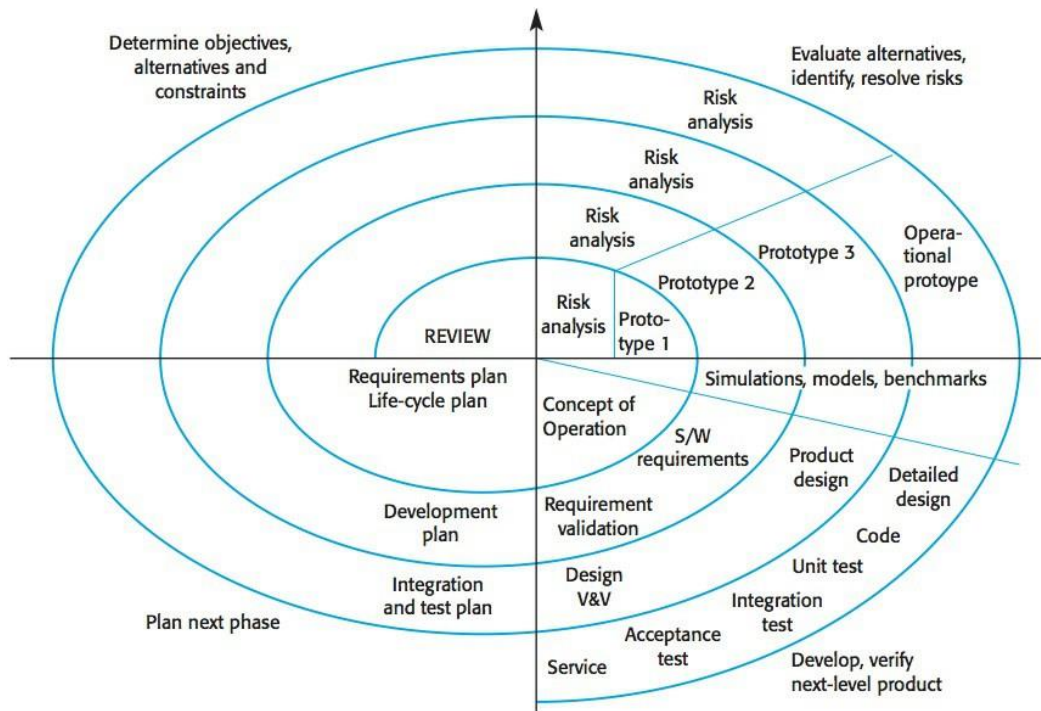 Determine objectives,
alternatives and
constraints
Evaluate alternatives,
identify, resolve risks
Risk
analysis
Risk
analysis
Risk
analysis
Risk
analysis
Proto-
type 1
Prototype 2
Prototype 3
Opera-
tional
protoype
REVIEW
Requirements plan
Life-cycle plan
Simulations, models, benchmarks
Concept of
Operation
S/W
requirements
Product
design
Detailed
design
Development
plan
Requirement
validation
Code
Unit test
Integration
and test plan
Design
V&V
Integration
test
Plan next phase
Acceptance
test
Service
Develop, verify
next-level product